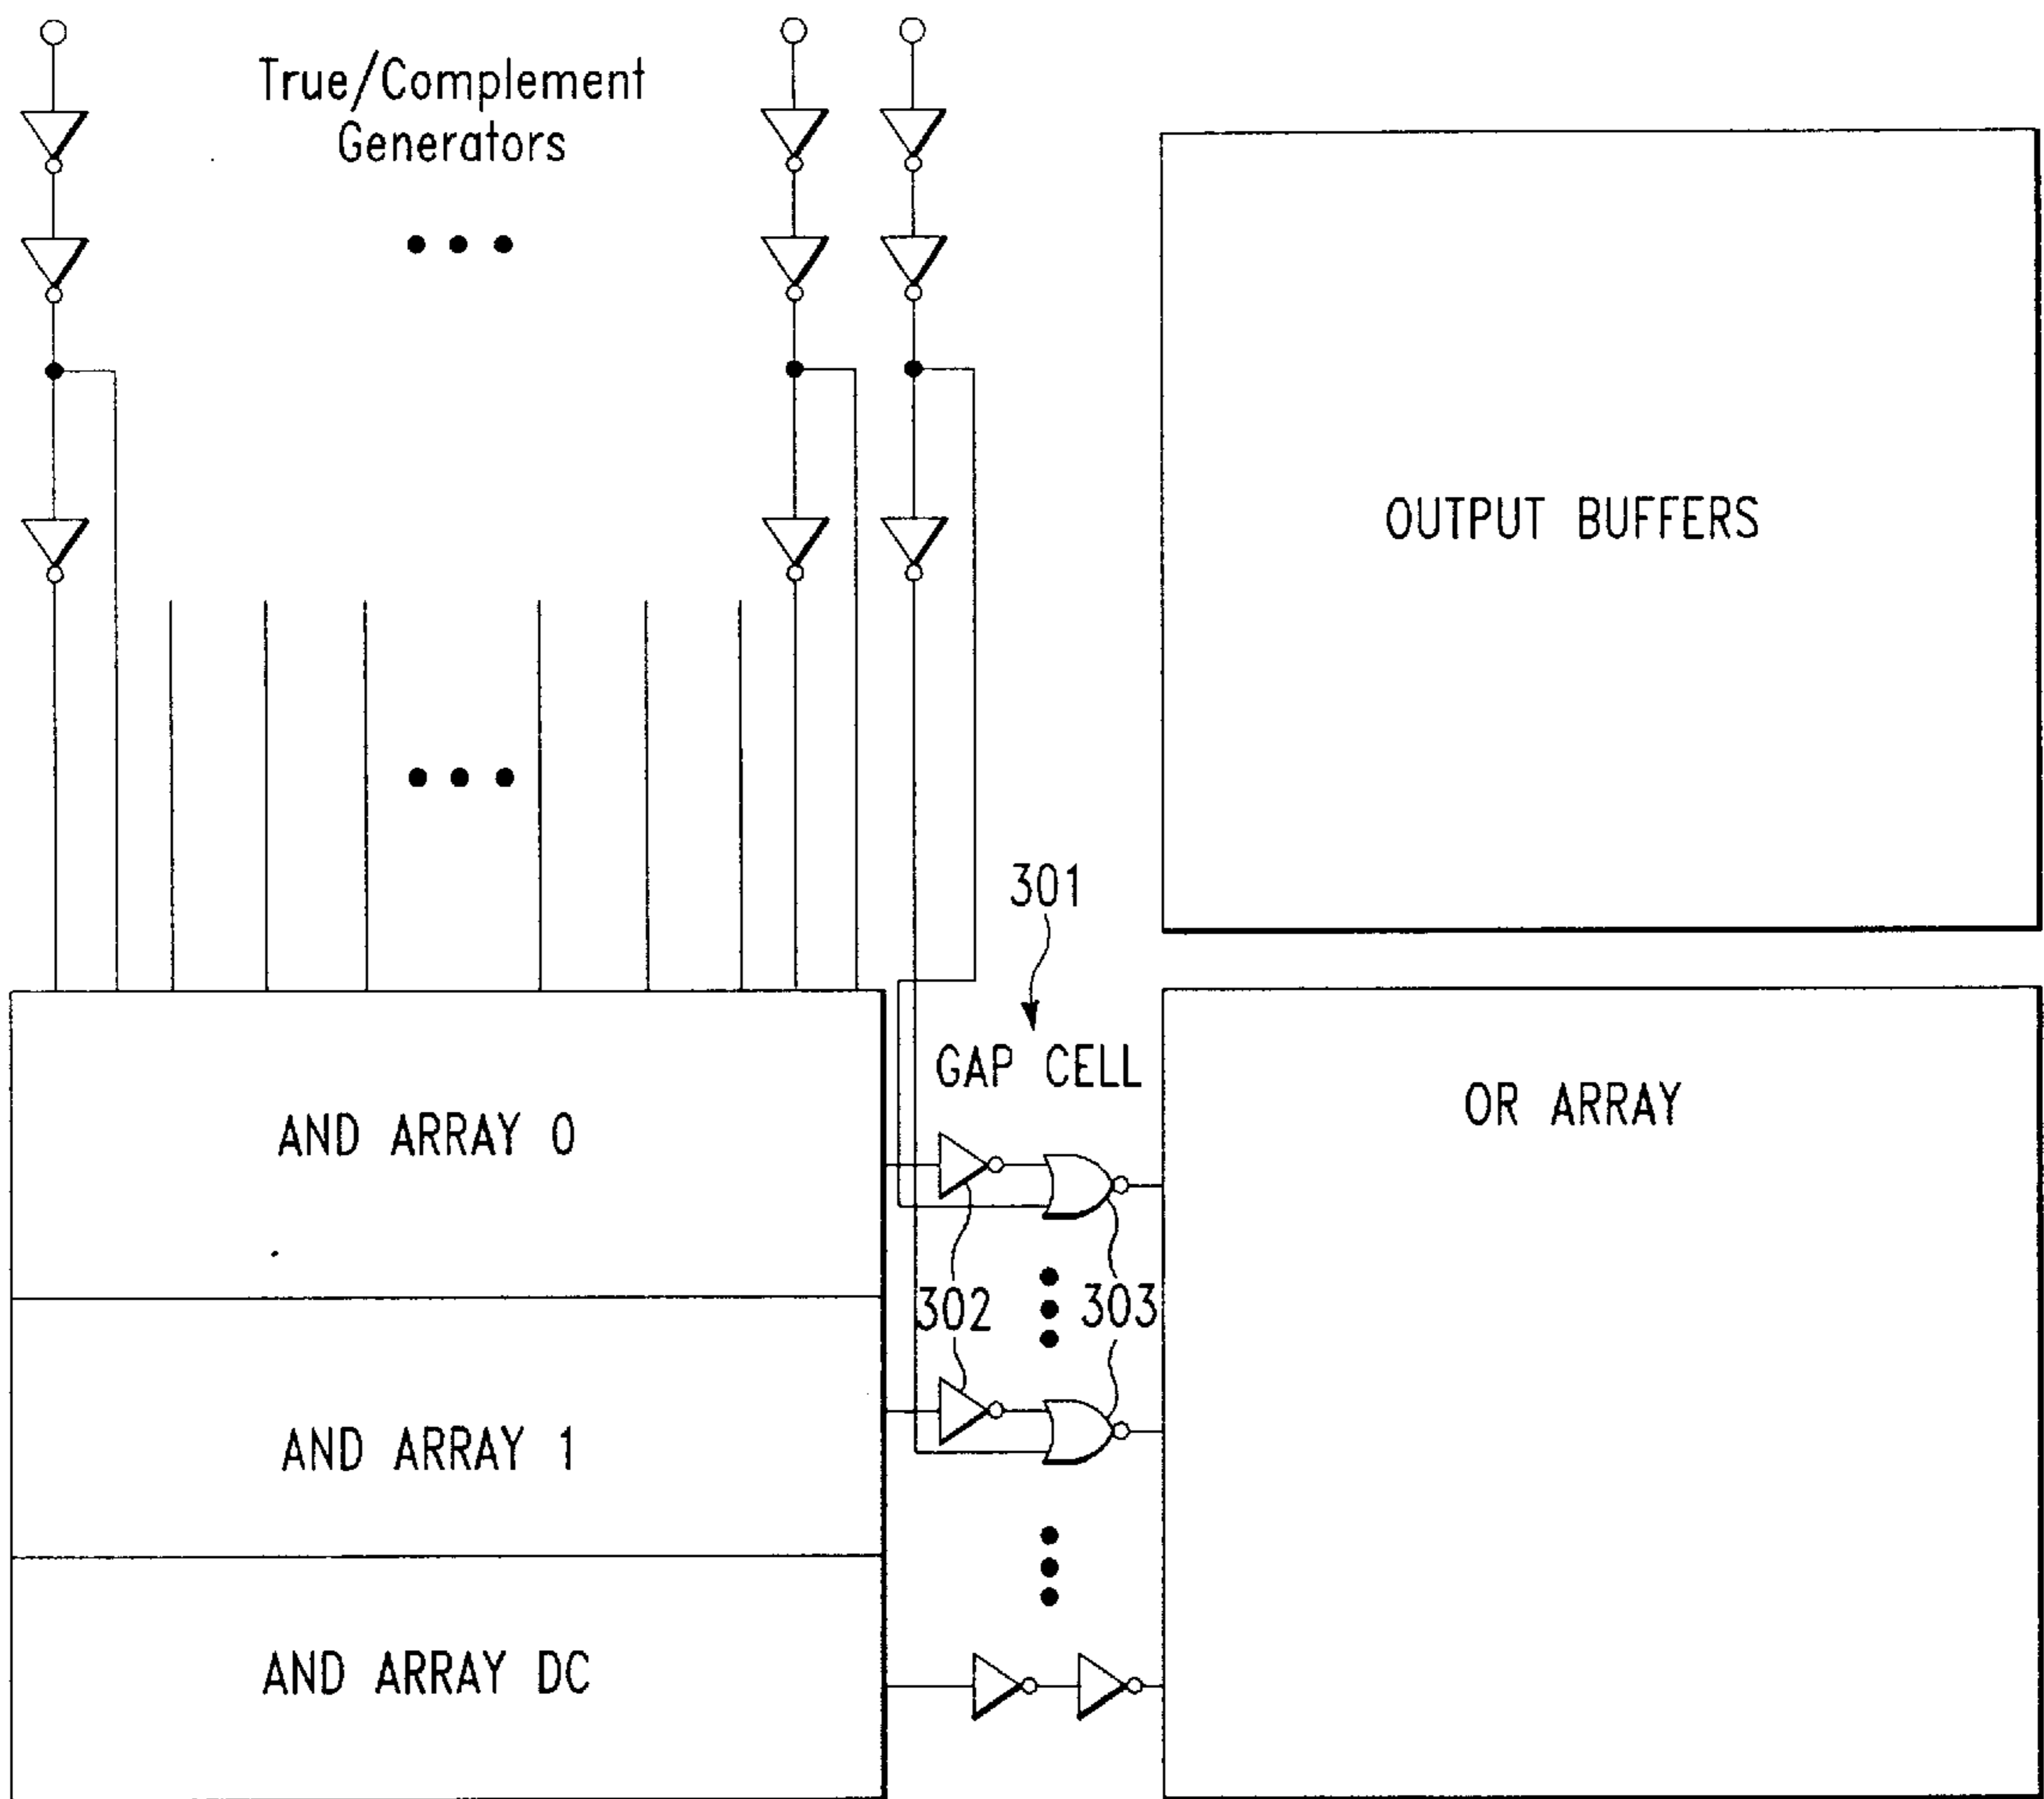 True/Complement
Generators
OUTPUT BUFFERS
301
GAP CELL
OR ARRAY
AND ARRAY 0
302
303
AND ARRAY 1
AND ARRAY DC